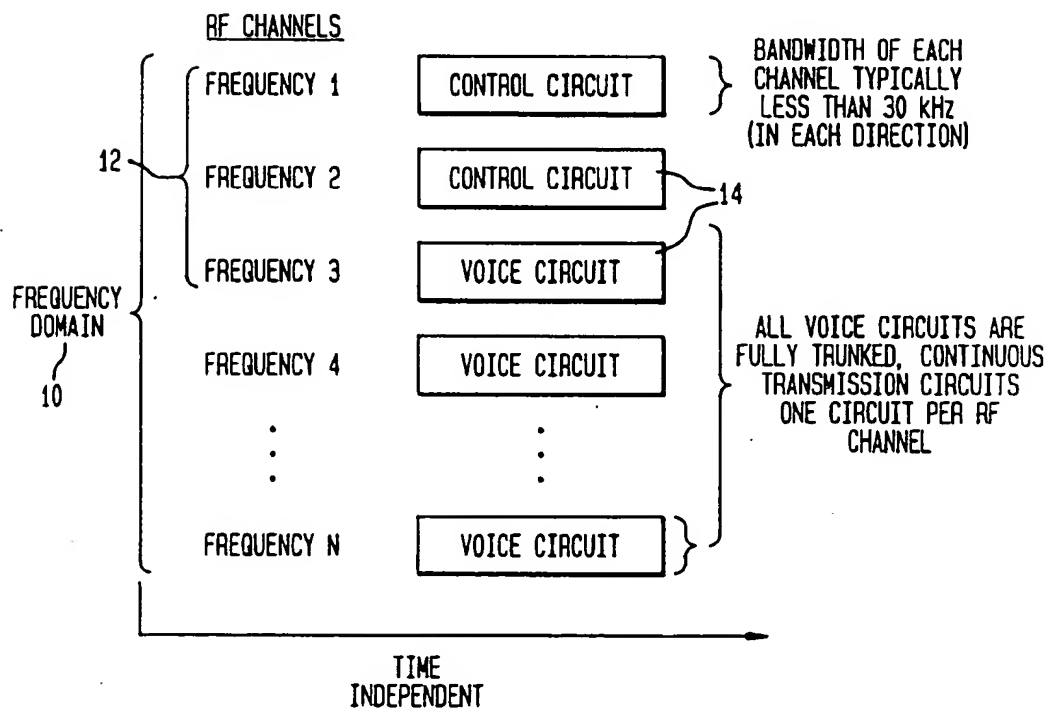 RF CHANNELS
FREQUENCY 1
CONTROL CIRCUIT
BANDWIDTH OF EACH
CHANNEL TYPICALLY
LESS THAN 30 kHz
(IN EACH DIRECTION)
12
FREQUENCY 2
CONTROL CIRCUIT
14
FREQUENCY 3
VOICE CIRCUIT
FREQUENCY
DOMAIN
10
FREQUENCY 4
VOICE CIRCUIT
ALL VOICE CIRCUITS ARE
FULLY TRUNKED, CONTINUOUS
TRANSMISSION CIRCUITS
ONE CIRCUIT PER RF
CHANNEL
FREQUENCY N
VOICE CIRCUIT
TIME
INDEPENDENT